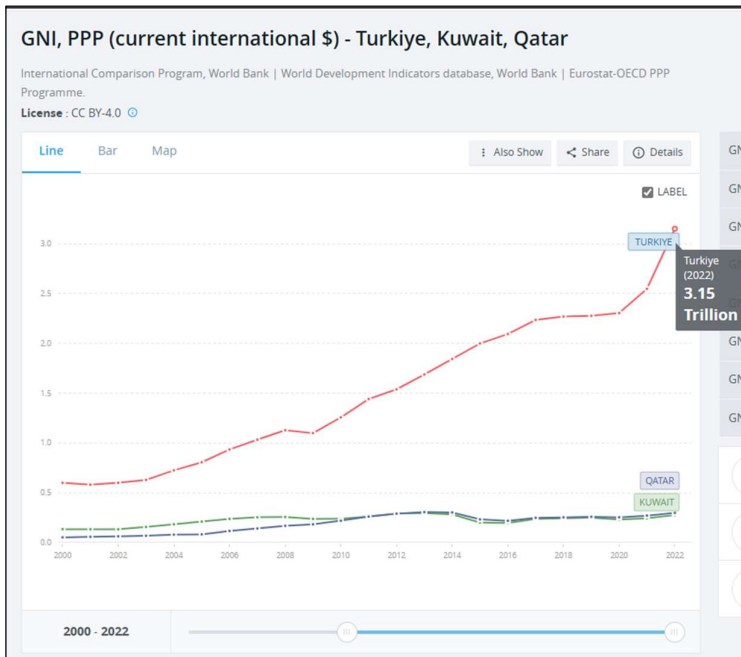 GNI, PPP (current international $) - Turkiye, Kuwait, Qatar
International Comparison Program, World Bank | World Development Indicators database, World Bank | Eurostat-OECD PPP
Programme.
License : CC BY-4.0
Line Bar Map Also Show Share Details
LABEL
3.0
TURKIYE
Turkiye
(2022)
3.15
Trillion
2.5
2.0
1.5
1.0
0.5
QATAR
KUWAIT
0.0
2000 2002 2004 2006 2008 2010 2012 2014 2016 2018 2020 2022
2000 - 2022